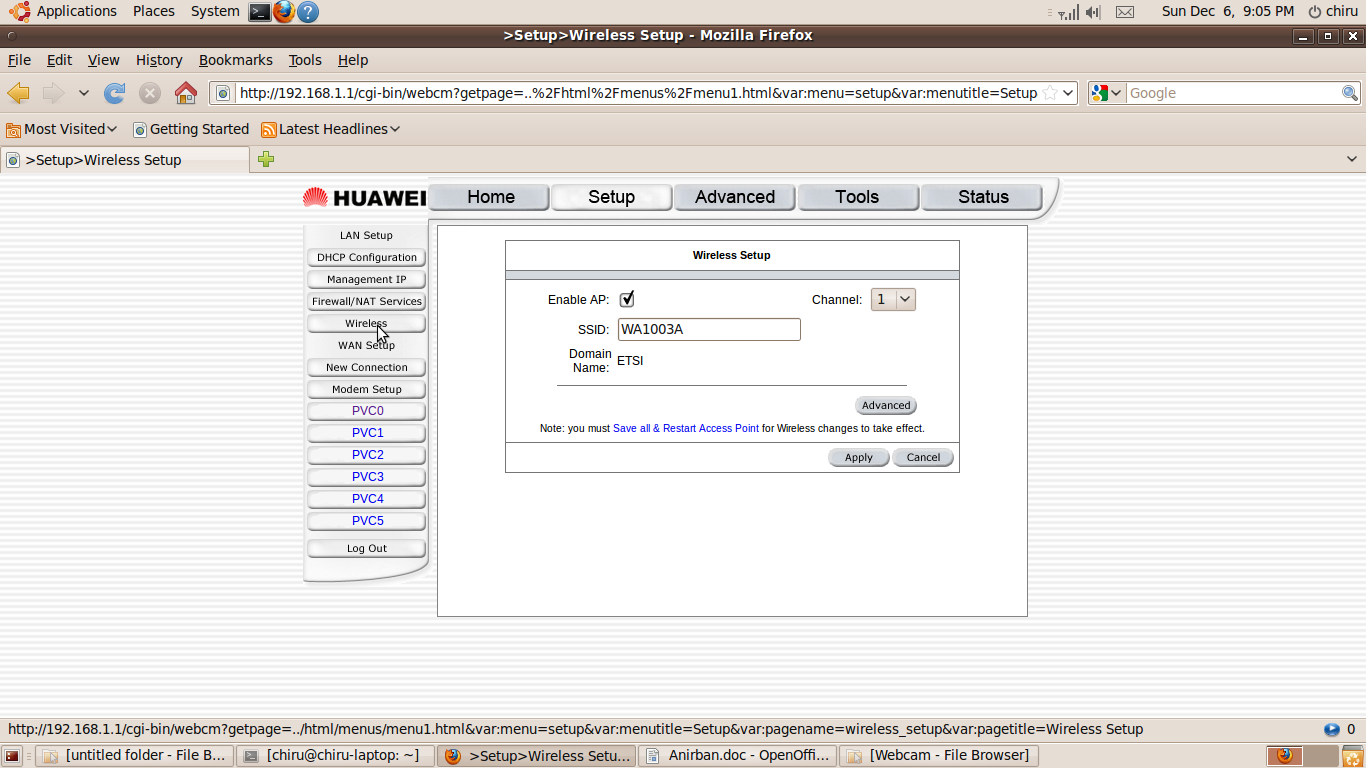 Applications Places System Sun Dec 6, 9:05 PM chiru
>Setup>Wireless Setup - Mozilla Firefox
File Edit View History Bookmarks Tools Help
http://192.168.1.1/cgi-bin/webcm?getpage=..%2Fhtml%2Fmenus%2Fmenu1.html&var:menu=setup&var:menutitle=Setup Google
Most Visited Getting Started Latest Headlines
>Setup>Wireless Setup
HUAWEI Home Setup Advanced Tools Status
LAN Setup
DHCP Configuration
Management IP
Firewall/NAT Services
Wireless
WAN Setup
New Connection
Modem Setup
PVC0
PVC1
PVC2
PVC3
PVC4
PVC5
Log Out
Wireless Setup
Enable AP: Channel: 1
SSID: WA1003A
Domain
Name: ETSI
Advanced
Note: you must Save all & Restart Access Point for Wireless changes to take effect.
Apply Cancel
http://192.168.1.1/cgi-bin/webcm?getpage=../html/menus/menu1.html&var:menu=setup&var:menutitle=Setup&var:pagename=wireless_setup&var:pagetitle=Wireless Setup 0
[untitled folder - File B... [chiru@chiru-laptop: ~] >Setup>Wireless Setu... Anirban.doc - OpenOffi... [Webcam - File Browser]